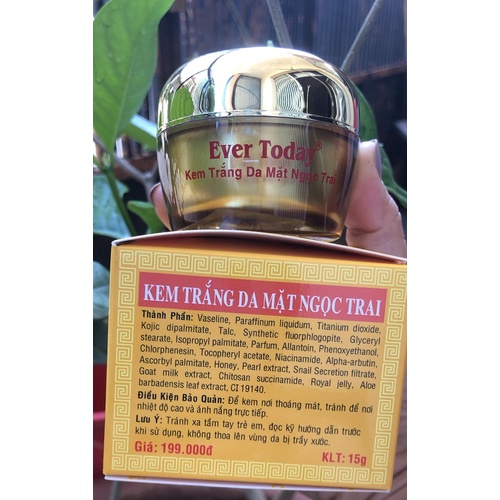 Ever Today®
Kem Trắng Da Mặt Ngọc Trai
KEM TRẮNG DA MẶT NGỌC TRAI
Thành Phần: Vaseline, Paraffinum liquidum, Titanium dioxide,
Kojic dipalmitate, Talc, Synthetic fluorphlogopite, Glyceryl
stearate, Isopropyl palmitate, Parfum, Allantoin, Phenoxyethanol,
Chlorphenesin, Tocopheryl acetate, Niacinamide, Alpha-arbutin,
Ascorbyl palmitate, Honey, Pearl extract, Snail Secretion filtrate,
Goat milk extract, Chitosan succinamide, Royal jelly, Aloe
barbadensis leaf extract, CI 19140.
Điều Kiện Bảo Quản: Để kem nơi thoáng mát, tránh để nơi
nhiệt độ cao và ánh nắng trực tiếp.
Lưu Ý: Tránh xa tầm tay trẻ em, đọc kỹ hướng dẫn trước
khi sử dụng, không thoa lên vùng da bị trầy xước.
Giá: 199.000đ KLT: 15g